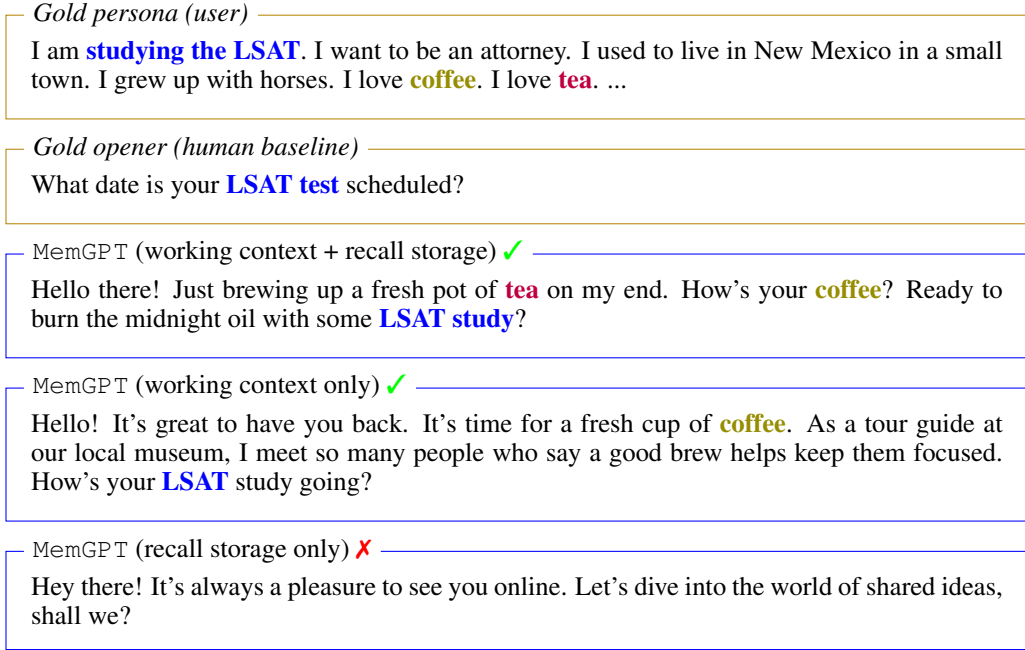 Gold persona (user)
I am studying the LSAT. I want to be an attorney. I used to live in New Mexico in a small
town. I grew up with horses. I love coffee. I love tea. ...
Gold opener (human baseline)
What date is your LSAT test scheduled?
MemGPT (working context + recall storage) ✓
Hello there! Just brewing up a fresh pot of tea on my end. How's your coffee? Ready to
burn the midnight oil with some LSAT study?
MemGPT (working context only) ✓
Hello! It's great to have you back. It's time for a fresh cup of coffee. As a tour guide at
our local museum, I meet so many people who say a good brew helps keep them focused.
How's your LSAT study going?
MemGPT (recall storage only) ✗
Hey there! It's always a pleasure to see you online. Let's dive into the world of shared ideas,
shall we?